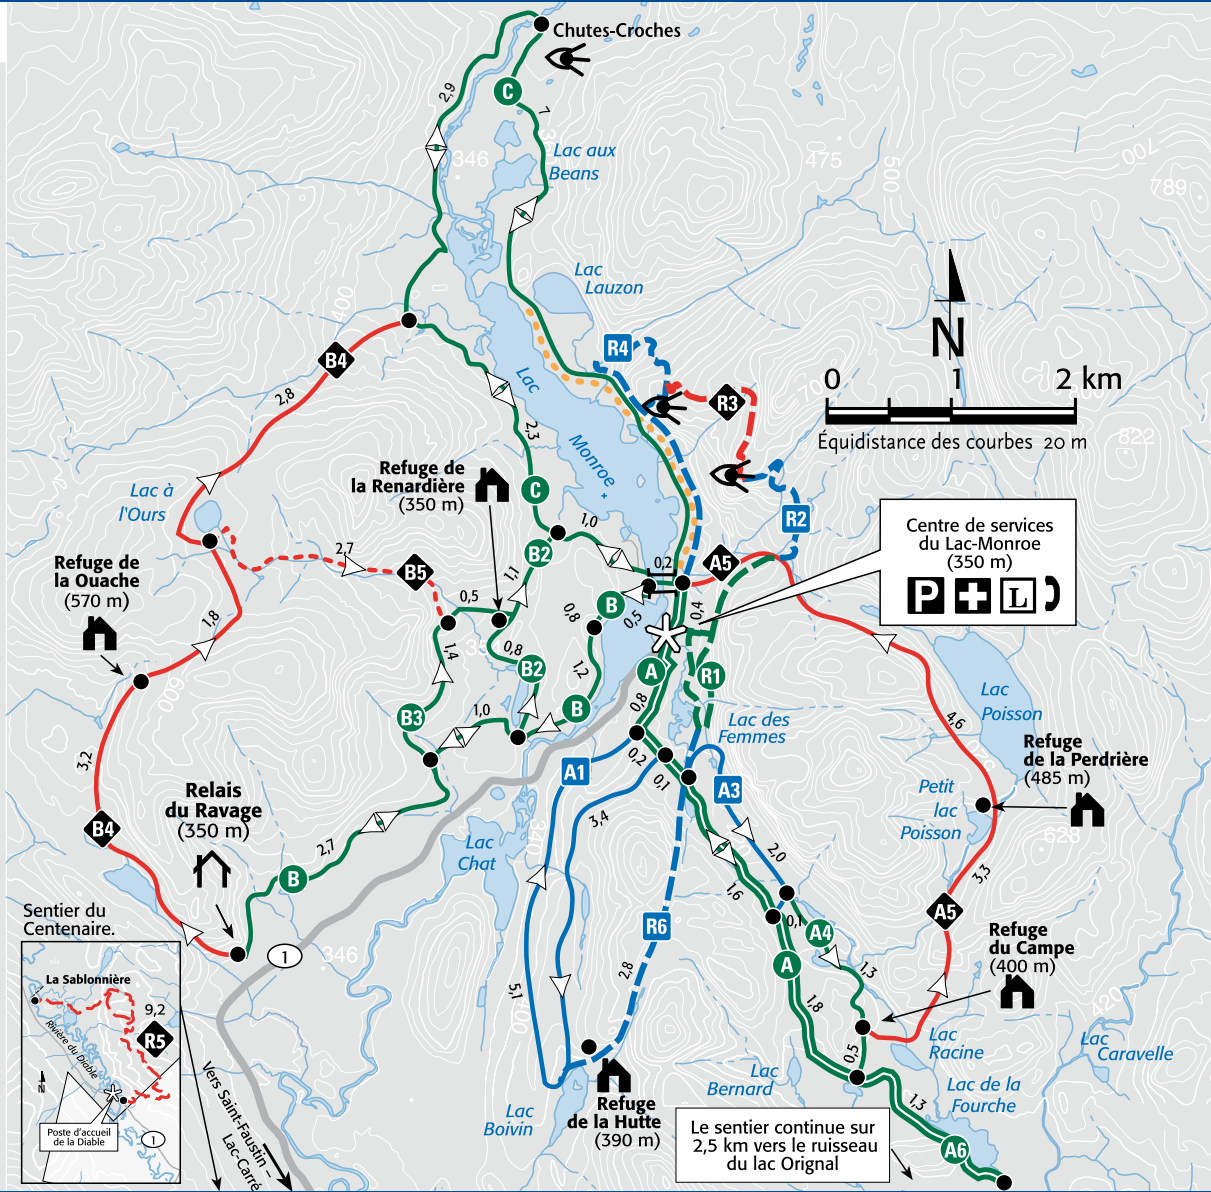 Chutes-Croches
2,9
C
7
346
Lac aux
Beans
475
500
700
789
Lac
Lauzon
400
B4
2,8
R4
R3
N
0 1 2 km
Équidistance des courbes 20 m
822
Lac
Monroe
2,3
Refuge de
la Renardière
(350 m)
C
1,0
B2
1,1
Lac à
l'Ours
2,7
B5
0,5
R2
A5
0,2
0,4
Centre de services
du Lac-Monroe
(350 m)
P
L
Refuge de
la Ouache
(570 m)
1,8
600
1,4
0,8
B2
0,8
B
0,5
1,2
B
A
R1
0,8
Lac des
Femmes
Lac
Poisson
4,6
Refuge
de la Perdrière
(485 m)
Petit
lac
Poisson
628
B3
1,0
3,2
B4
Relais
du Ravage
(350 m)
2,7
B
Lac
Chat
A1
0,2
0,1
3,4
A3
2,0
1,6
0,1
A4
3,3
A5
R6
2,8
A
1,8
1,3
Refuge
du Campe
(400 m)
346
1
5,1
0,5
Lac
Racine
Lac
Caravelle
Lac
Bernard
Lac de la
Fourche
1,3
A6
Lac
Boivin
Refuge
de la Hutte
(390 m)
Le sentier continue sur
2,5 km vers le ruisseau
du lac Orignal
Sentier du
Centenaire.
La Sablonnière
9,2
R5
Rivière du Diable
N
Poste d'accueil
de la Diable
1
Vers Saint-Faustin –
Lac-Carré